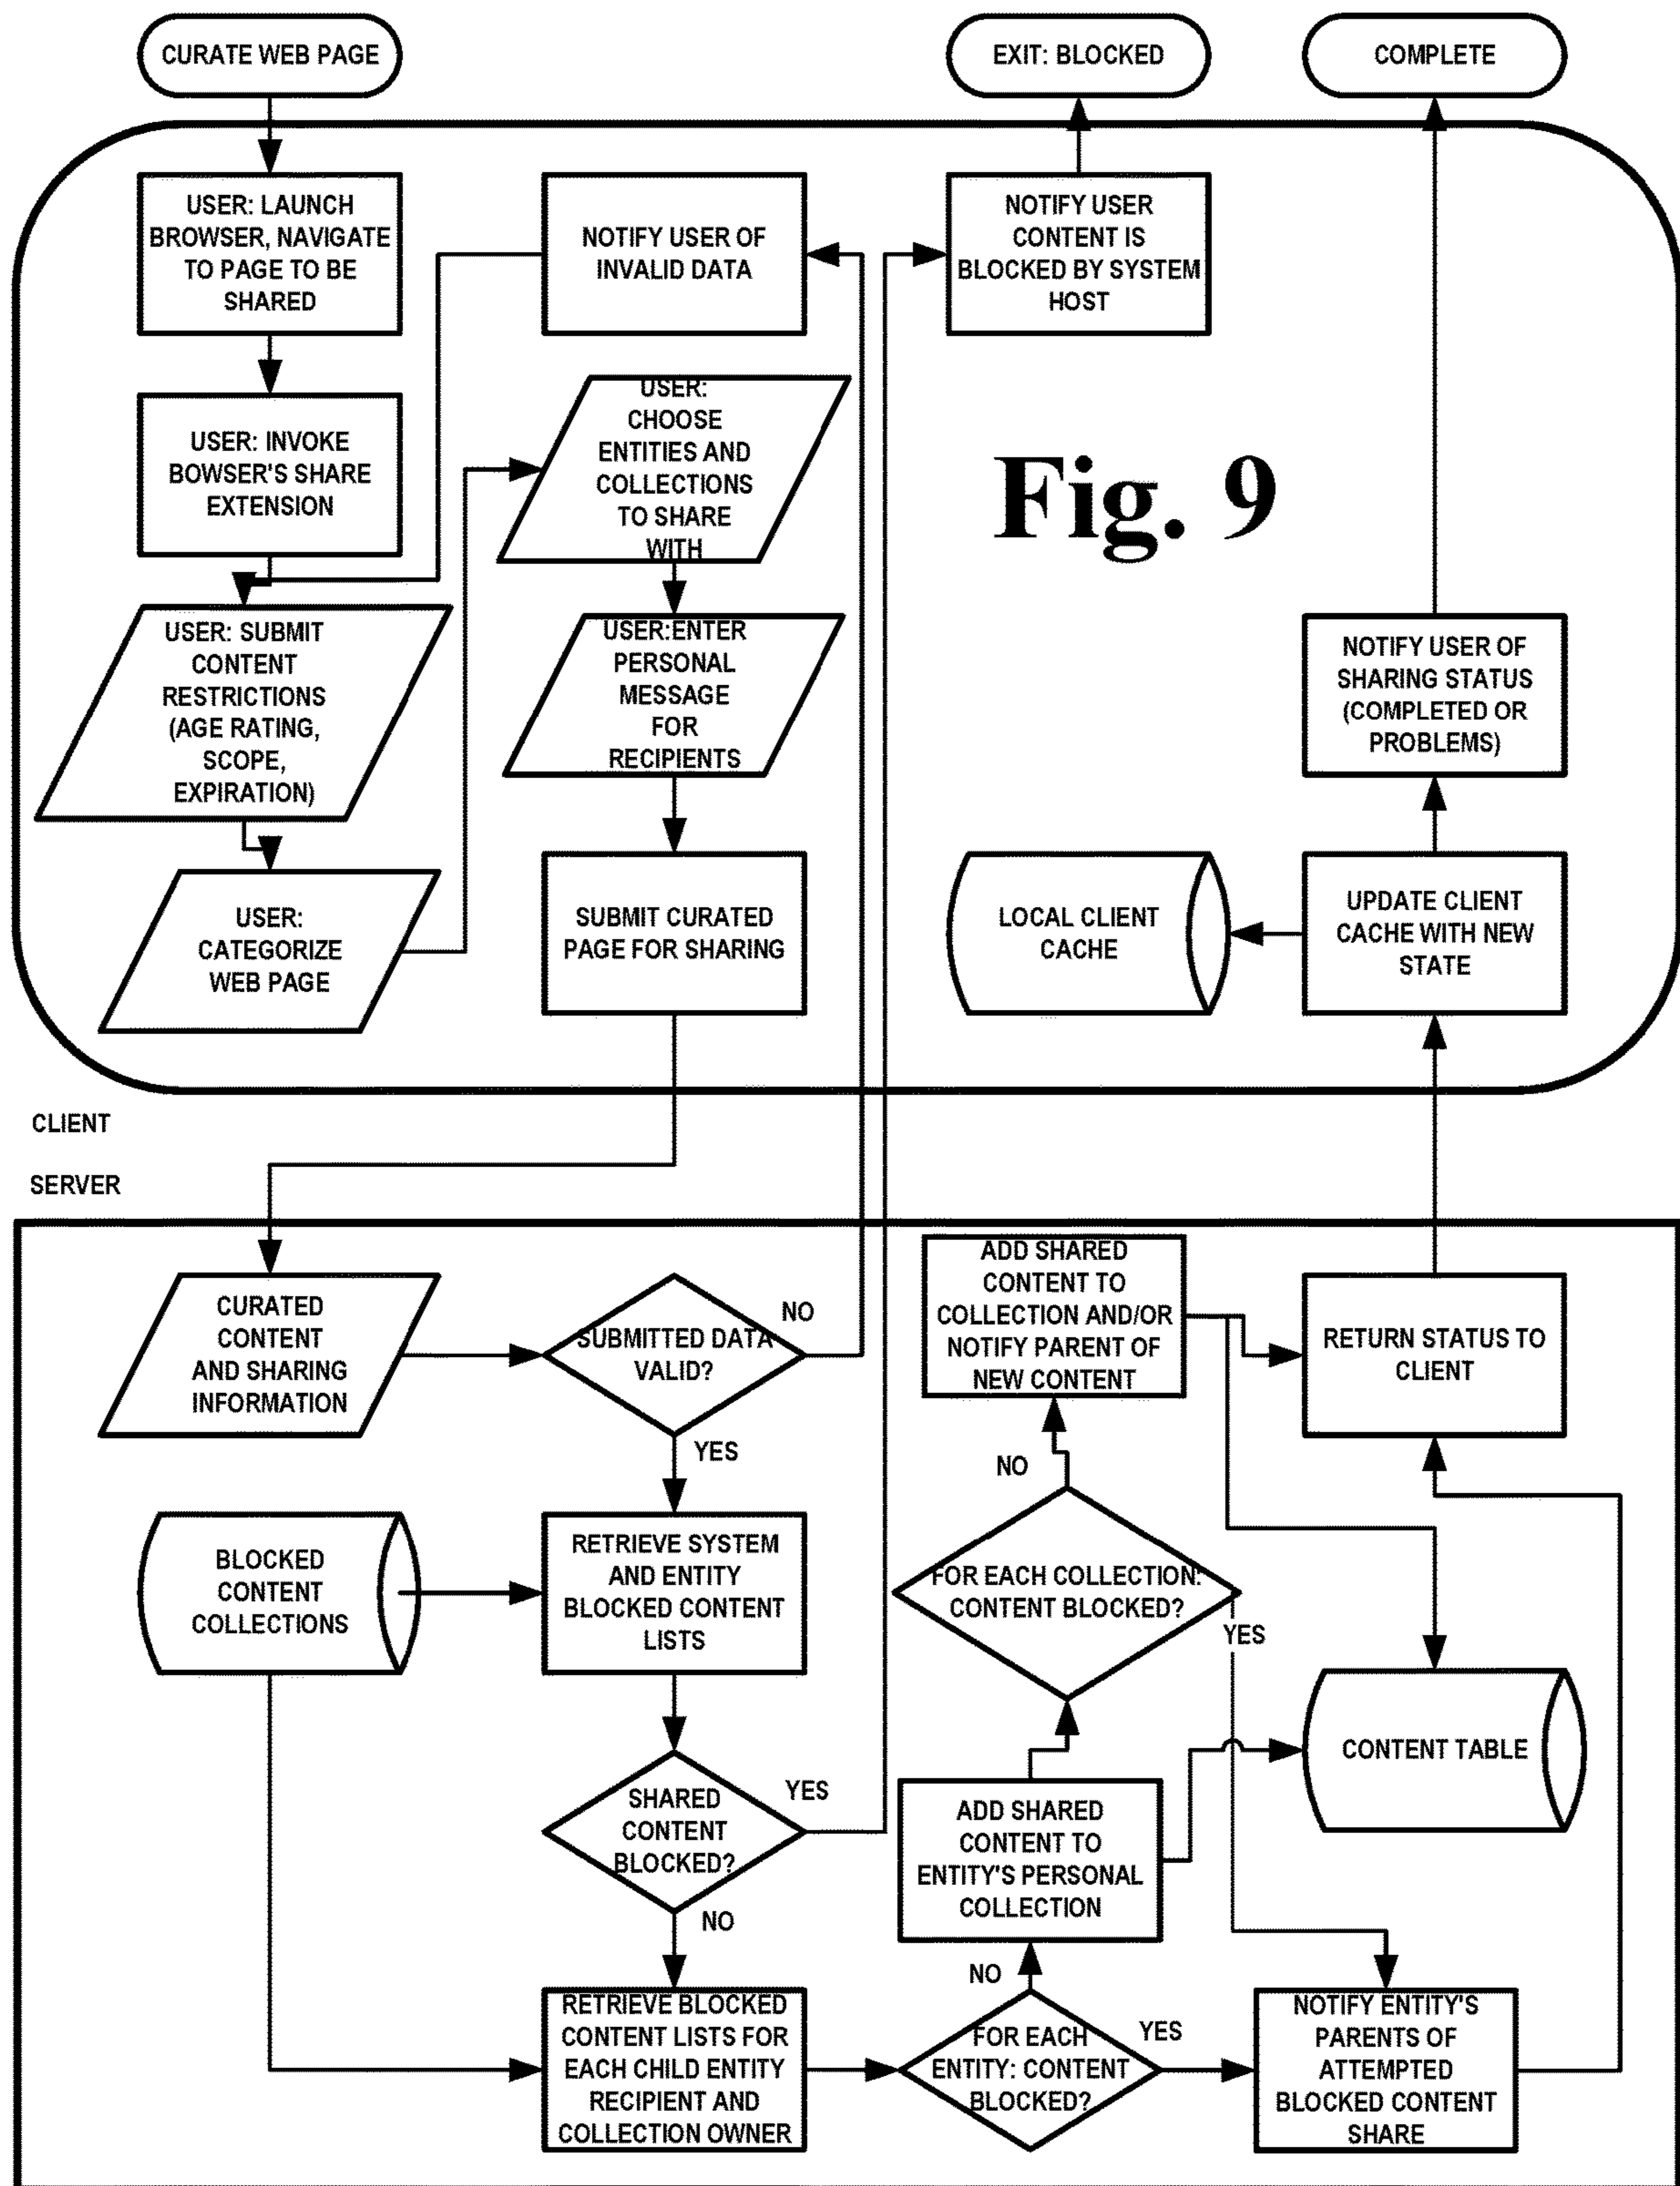 CURATE WEB PAGE
EXIT: BLOCKED
COMPLETE
USER: LAUNCH
BROWSER, NAVIGATE
TO PAGE TO BE
SHARED
NOTIFY USER OF
INVALID DATA
NOTIFY USER
CONTENT IS
BLOCKED BY SYSTEM
HOST
USER: INVOKE
BOWSER'S SHARE
EXTENSION
USER:
CHOOSE
ENTITIES AND
COLLECTIONS
TO SHARE
WITH
Fig. 9
USER: SUBMIT
CONTENT
RESTRICTIONS
(AGE RATING,
SCOPE,
EXPIRATION)
USER:ENTER
PERSONAL
MESSAGE
FOR
RECIPIENTS
NOTIFY USER OF
SHARING STATUS
(COMPLETED OR
PROBLEMS)
USER:
CATEGORIZE
WEB PAGE
SUBMIT CURATED
PAGE FOR SHARING
LOCAL CLIENT
CACHE
UPDATE CLIENT
CACHE WITH NEW
STATE
CLIENT
SERVER
CURATED
CONTENT
AND SHARING
INFORMATION
SUBMITTED DATA
VALID?
NO
YES
ADD SHARED
CONTENT TO
COLLECTION AND/OR
NOTIFY PARENT OF
NEW CONTENT
RETURN STATUS TO
CLIENT
NO
BLOCKED
CONTENT
COLLECTIONS
RETRIEVE SYSTEM
AND ENTITY
BLOCKED CONTENT
LISTS
FOR EACH COLLECTION:
CONTENT BLOCKED?
YES
SHARED
CONTENT
BLOCKED?
YES
NO
ADD SHARED
CONTENT TO
ENTITY'S PERSONAL
COLLECTION
CONTENT TABLE
NO
RETRIEVE BLOCKED
CONTENT LISTS FOR
EACH CHILD ENTITY
RECIPIENT AND
COLLECTION OWNER
FOR EACH
ENTITY: CONTENT
BLOCKED?
YES
NOTIFY ENTITY'S
PARENTS OF
ATTEMPTED
BLOCKED CONTENT
SHARE